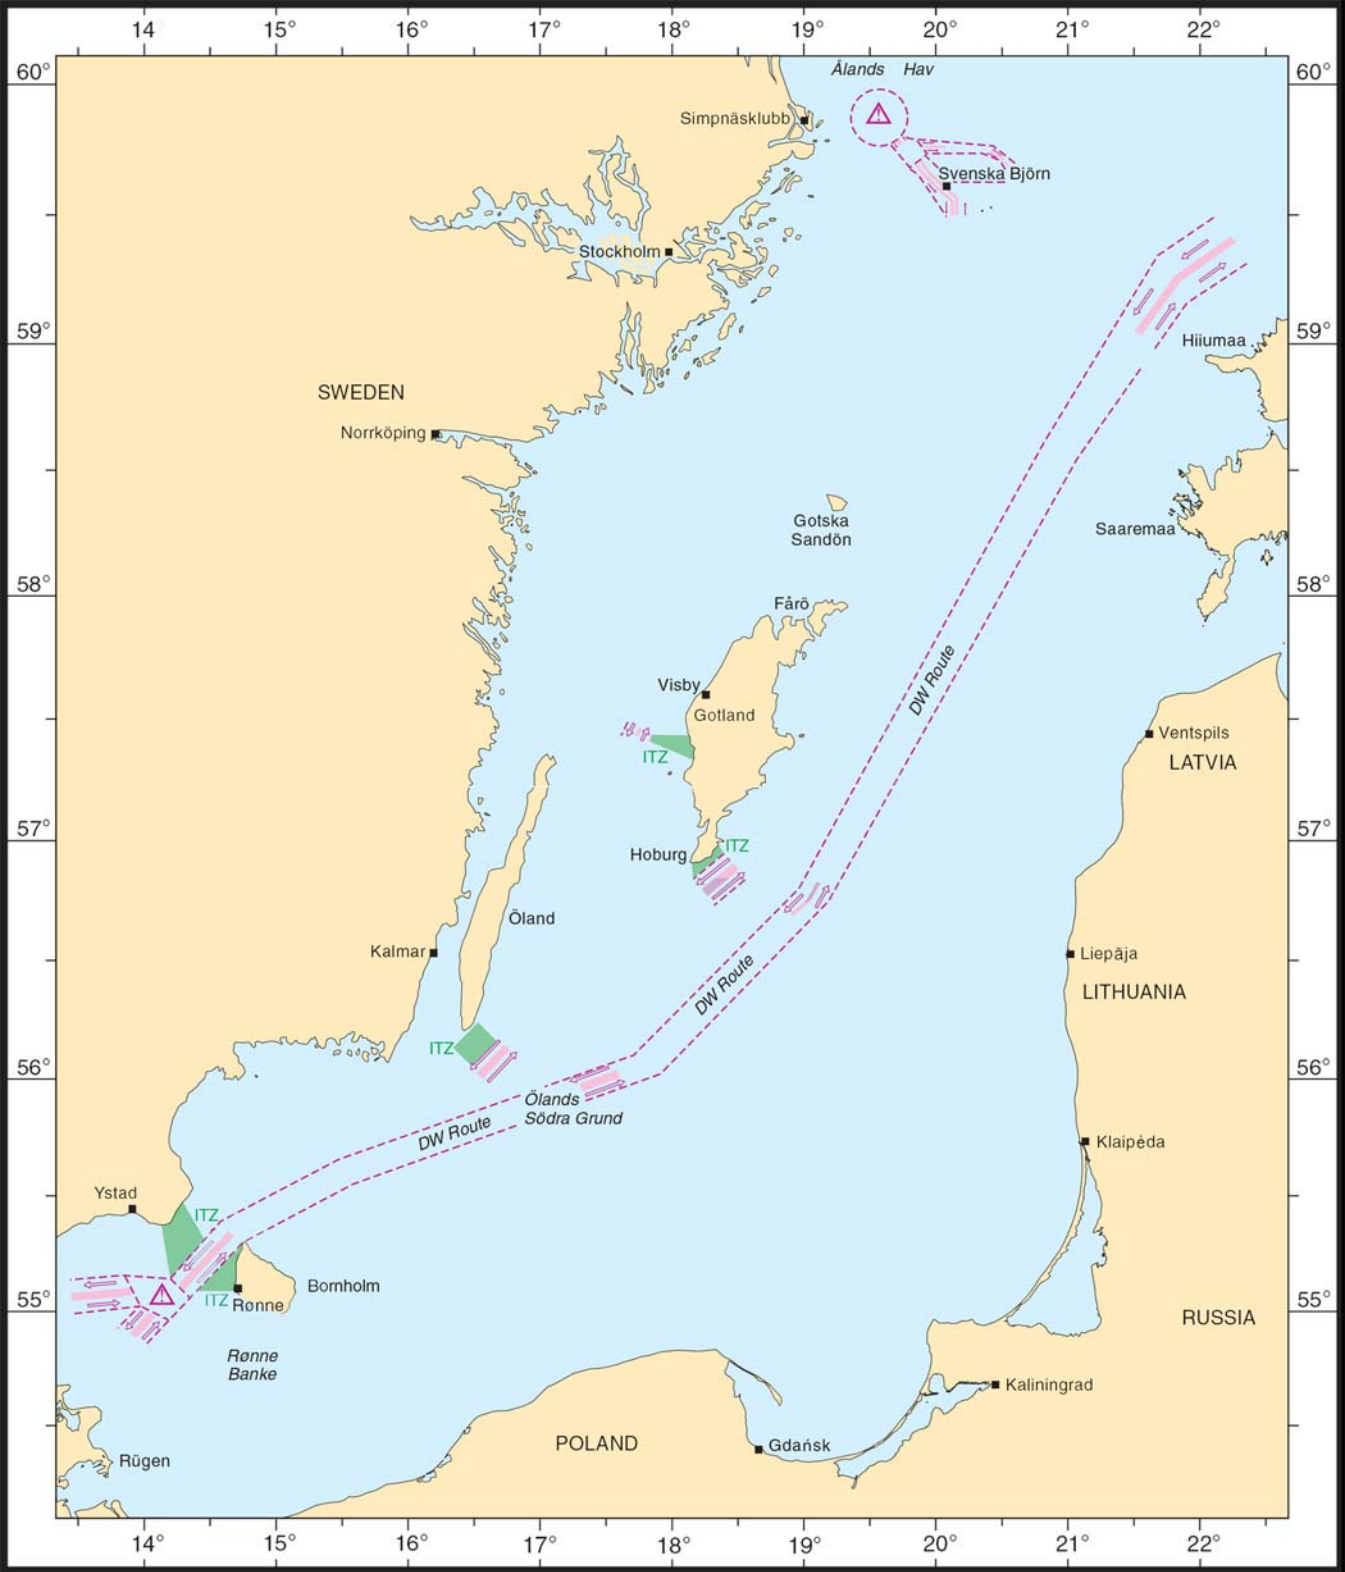 14° 15° 16° 17° 18° 19° 20° 21° 22°
60° Ålands Hav 60°
Simpnäsklubb
Svenska Björn
Stockholm
59° 59°
Hiiumaa
SWEDEN
Norrköping
Gotska
Sandön
Saaremaa
58° 58°
Fårö
DW Route
Visby
Gotland
Ventspils
ITZ
LATVIA
57° 57°
ITZ
Hoburg
Öland
Kalmar
Liepāja
DW Route
LITHUANIA
ITZ
56° 56°
Ölands
Södra Grund
DW Route
Klaipéda
Ystad
ITZ
Bornholm
ITZ
Rønne
55° 55°
RUSSIA
Rønne
Banke
Kaliningrad
POLAND
Gdańsk
Rügen
14° 15° 16° 17° 18° 19° 20° 21° 22°